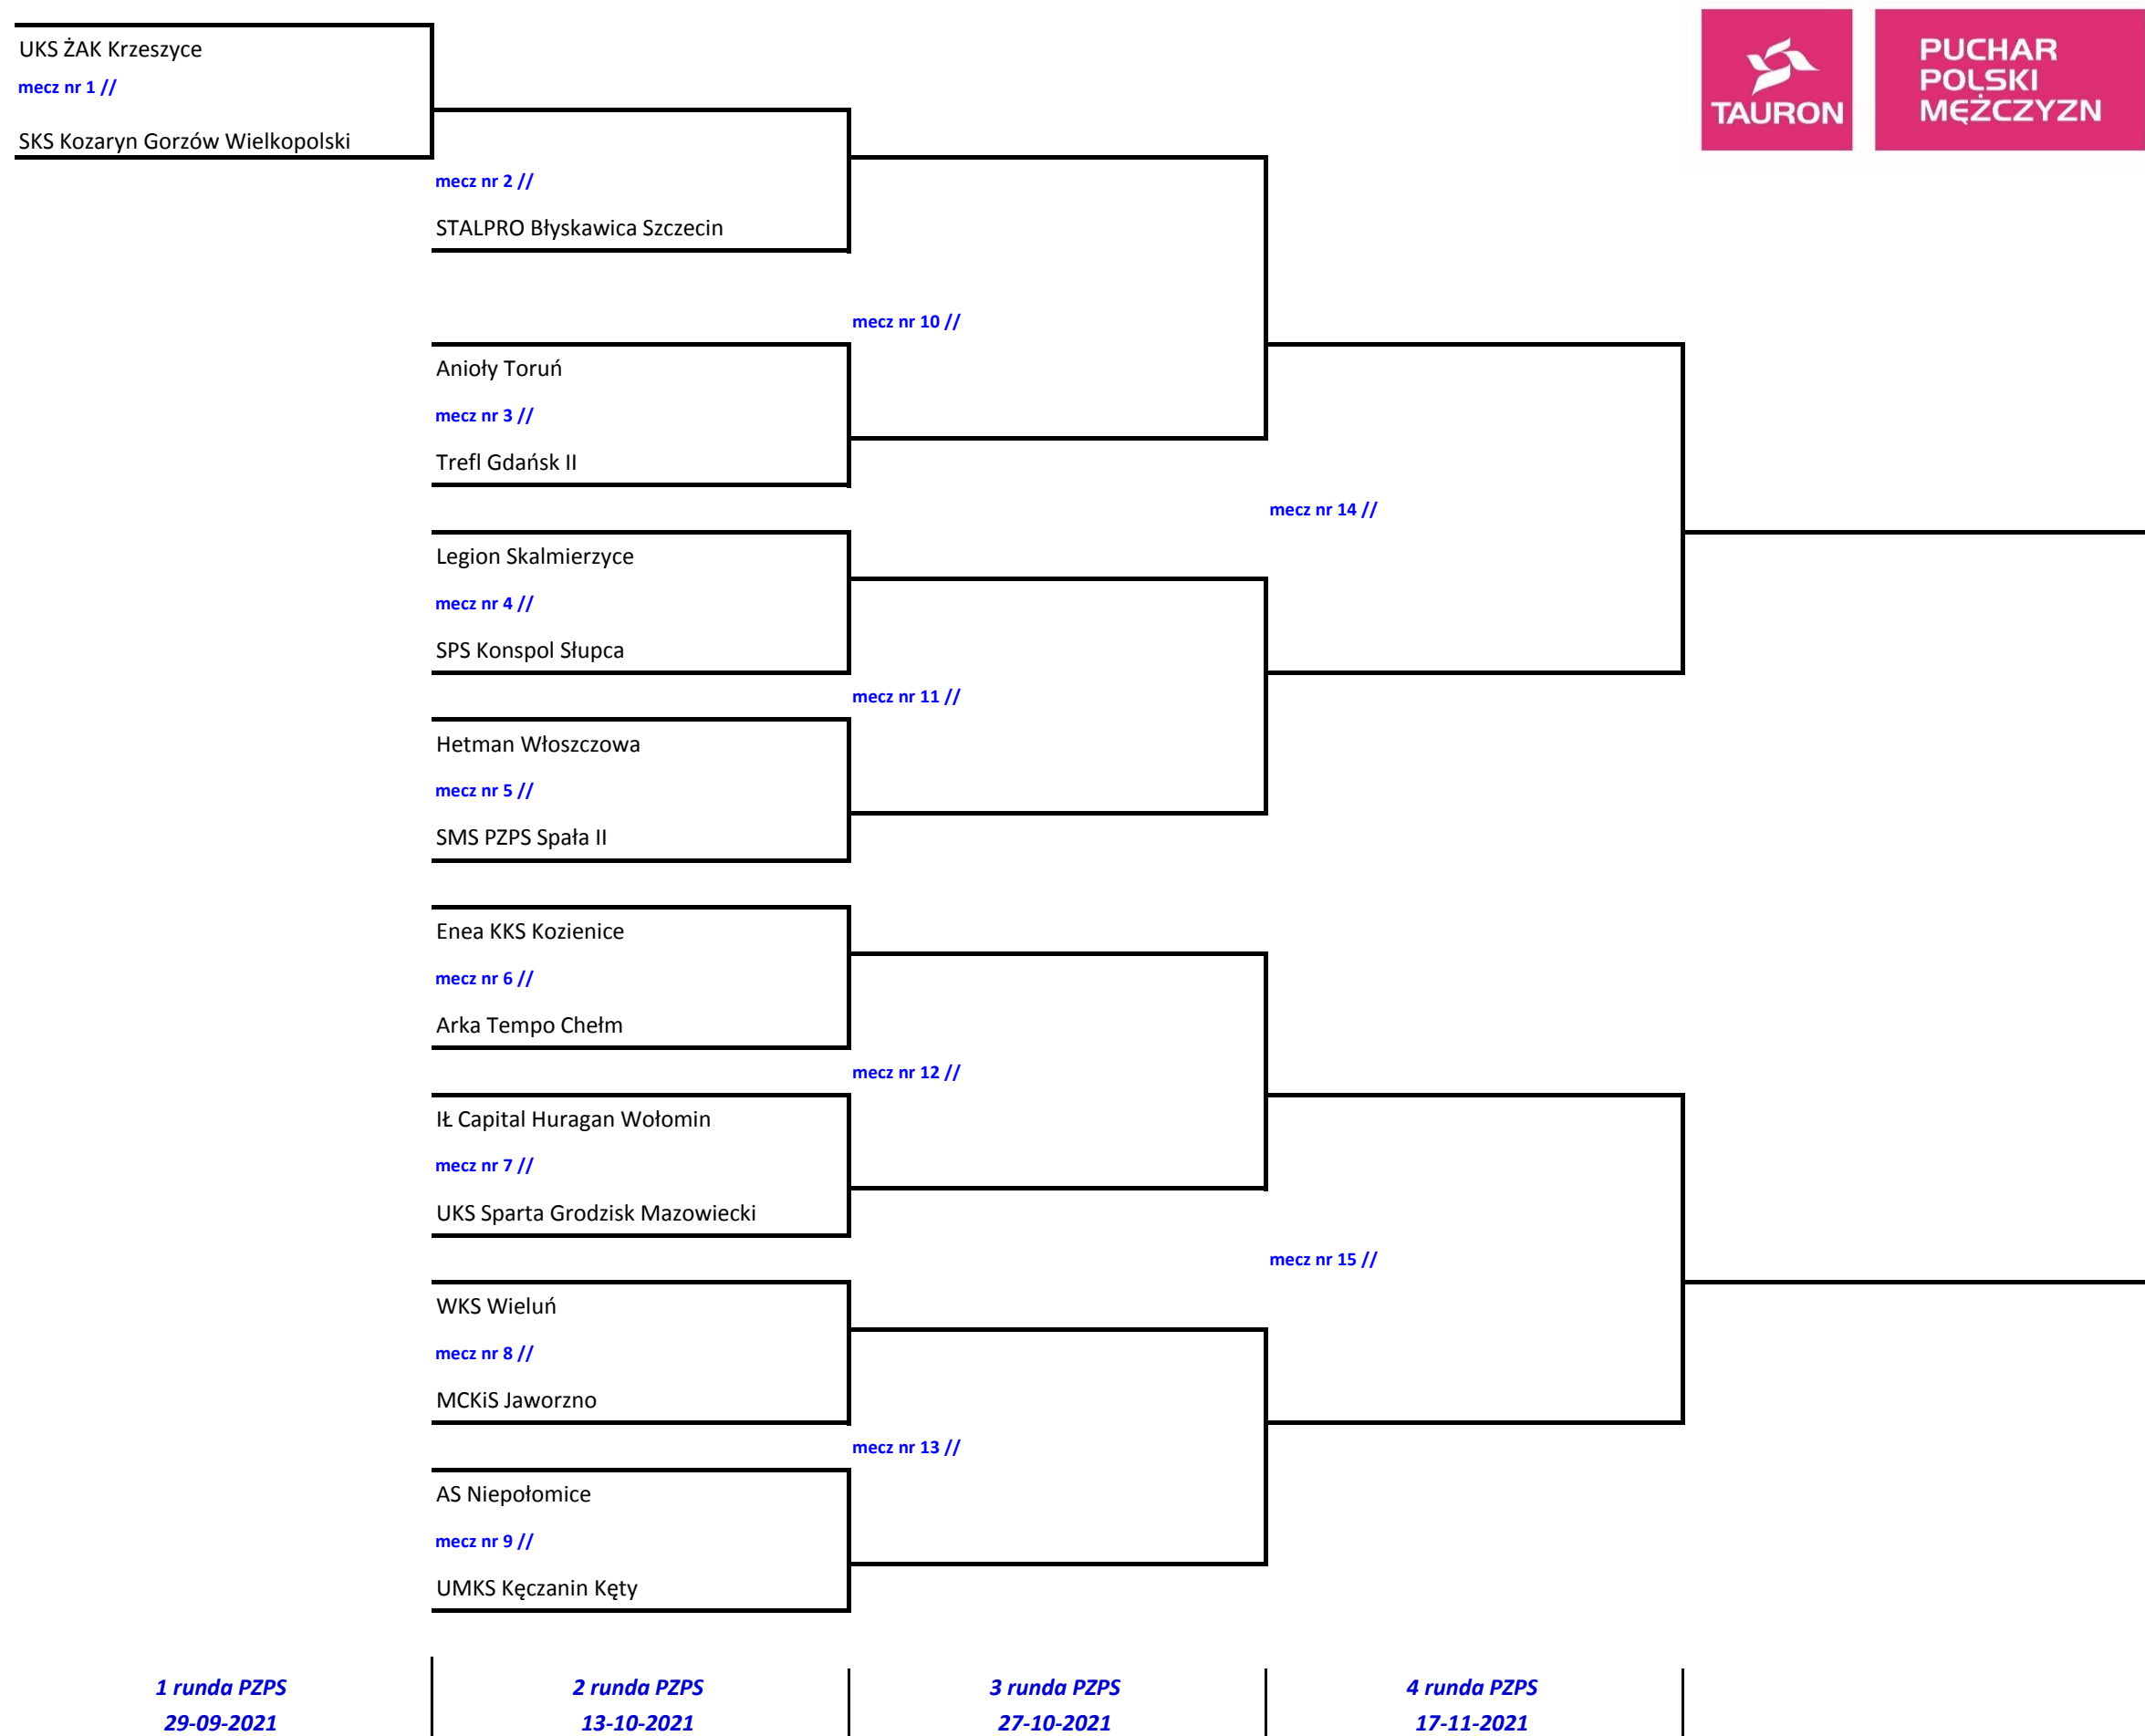 UKS ŻAK Krzeszyce
mecz nr 1 //
SKS Kozaryn Gorzów Wielkopolski
TAURON
PUCHAR
POLSKI
MĘŻCZYZN
mecz nr 2 //
STALPRO Błyskawica Szczecin
mecz nr 10 //
Anioły Toruń
mecz nr 3 //
Trefl Gdańsk II
mecz nr 14 //
Legion Skalmierzyce
mecz nr 4 //
SPS Konspol Słupca
mecz nr 11 //
Hetman Włoszczowa
mecz nr 5 //
SMS PZPS Spała II
Enea KKS Kozienice
mecz nr 6 //
Arka Tempo Chełm
mecz nr 12 //
IŁ Capital Huragan Wołomin
mecz nr 7 //
UKS Sparta Grodzisk Mazowiecki
mecz nr 15 //
WKS Wieluń
mecz nr 8 //
MCKiS Jaworzno
mecz nr 13 //
AS Niepołomice
mecz nr 9 //
UMKS Kęczanin Kęty
1 runda PZPS
29-09-2021
2 runda PZPS
13-10-2021
3 runda PZPS
27-10-2021
4 runda PZPS
17-11-2021